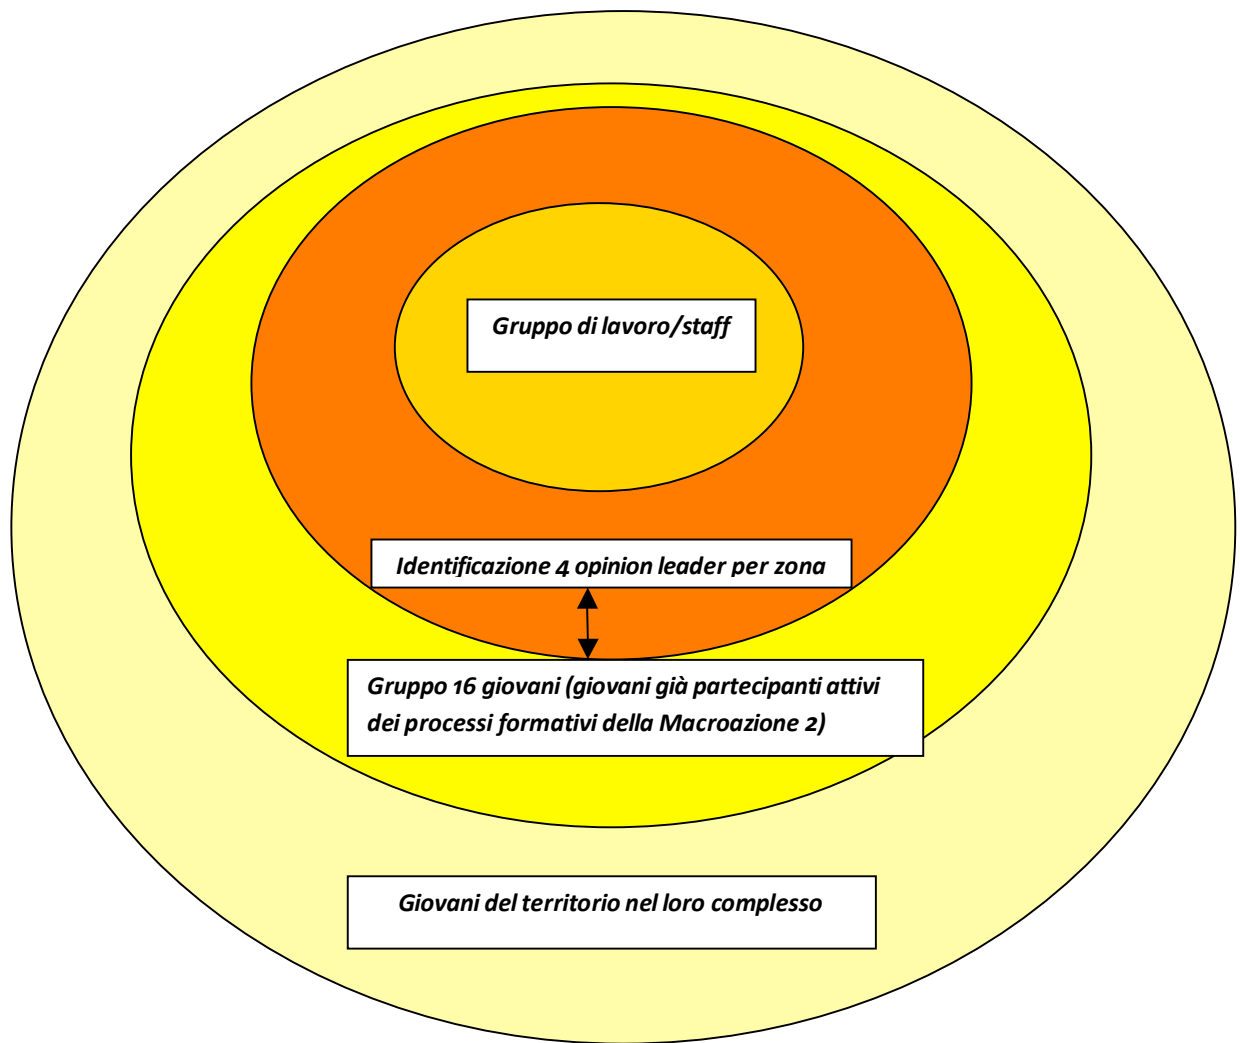 Gruppo di lavoro/staff
Identificazione 4 opinion leader per zona
Gruppo 16 giovani (giovani già partecipanti attivi
dei processi formativi della Macroazione 2)
Giovani del territorio nel loro complesso